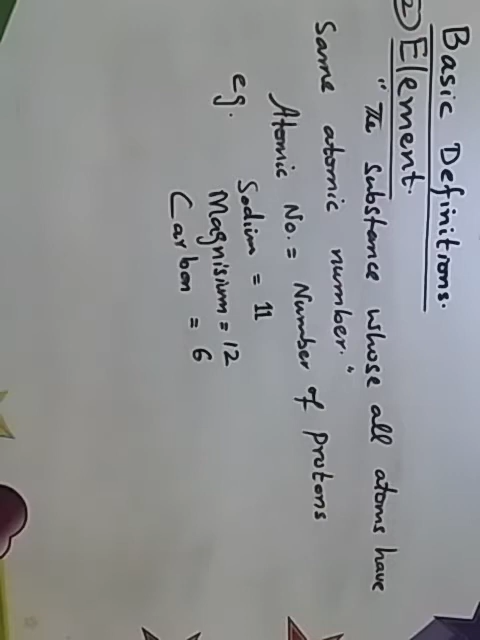 Basic Definitions.
② Element.
"The substance whose all atoms have
same atomic number."
Atomic No. = Number of protons
eg. Sodium = 11
Magnisium = 12
Carbon = 6